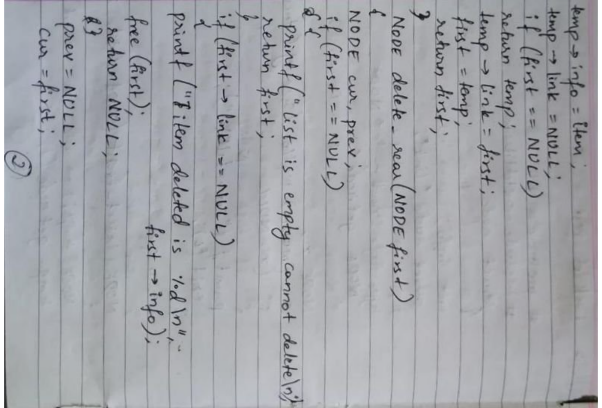 temp → info = item;
temp → link = NULL;
if (first == NULL)
return temp;
temp → link = first;
first = temp;
return first;
}
NODE delete_rear(NODE first)
{
NODE cur, prev;
if (first == NULL)
{
printf("list is empty cannot delete\n");
return first;
}
if (first → link == NULL)
{
printf("item deleted is %d\n",
first → info);
free (first);
return NULL;
}
prev = NULL;
cur = first;